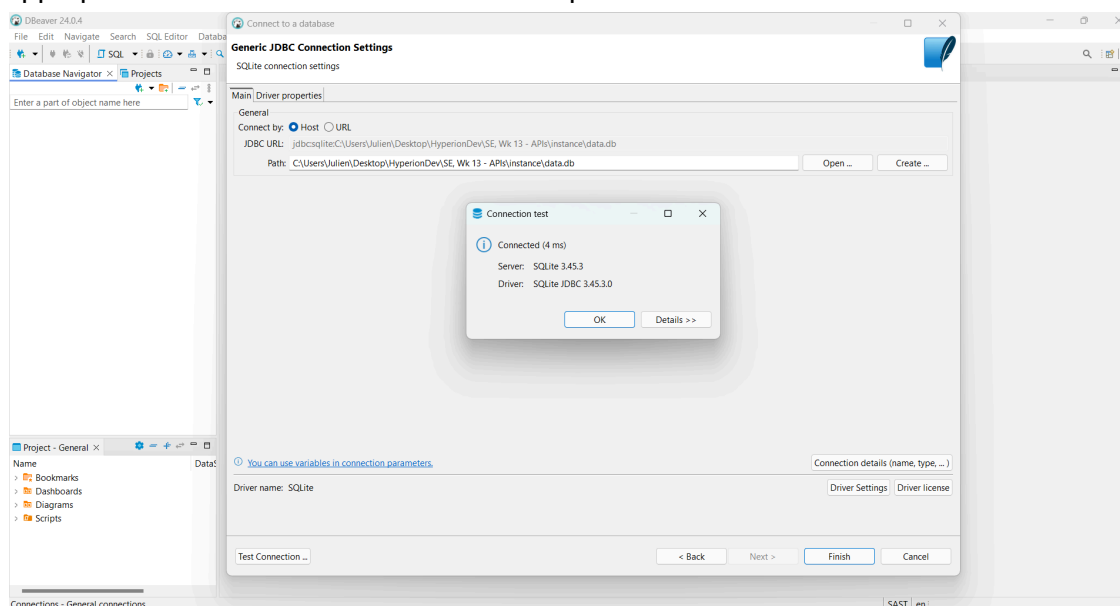 DBeaver 24.0.4
File Edit Navigate Search SQL Editor Databa
SQL
Database Navigator Projects
Enter a part of object name here
Connect to a database
Generic JDBC Connection Settings
SQLite connection settings
Main Driver properties
General
Connect by: Host URL
JDBC URL: jdbc:sqlite:C:\Users\Julien\Desktop\HyperionDev\SE, Wk 13 - APIs\instance\data.db
Path: C:\Users\Julien\Desktop\HyperionDev\SE, Wk 13 - APIs\instance\data.db Open ... Create ...
Connection test
Connected (4 ms)
Server: SQLite 3.45.3
Driver: SQLite JDBC 3.45.3.0
OK Details >>
You can use variables in connection parameters. Connection details (name, type, ... )
Driver name: SQLite Driver Settings Driver license
Test Connection ... < Back Next > Finish Cancel
Project - General
Name DataS
Bookmarks
Dashboards
Diagrams
Scripts
Connections - General connections SAST en